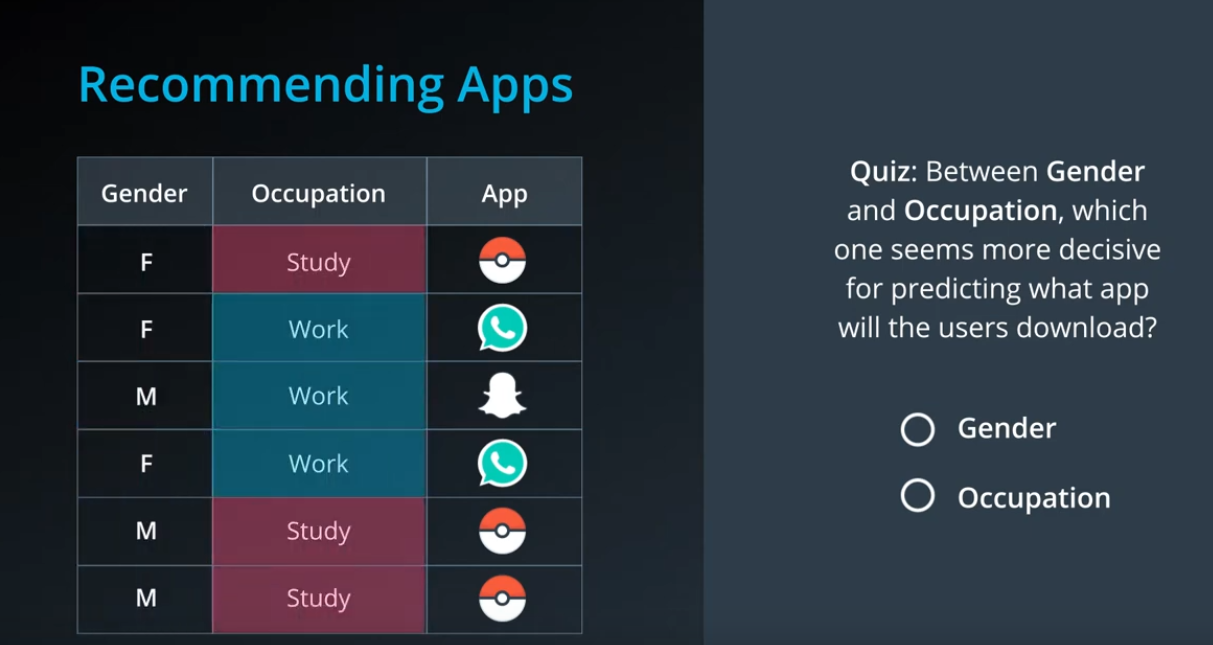 Recommending Apps
Gender Occupation App
F Study
F Work
M Work
F Work
M Study
M Study
Quiz: Between Gender
and Occupation, which
one seems more decisive
for predicting what app
will the users download?
Gender
Occupation